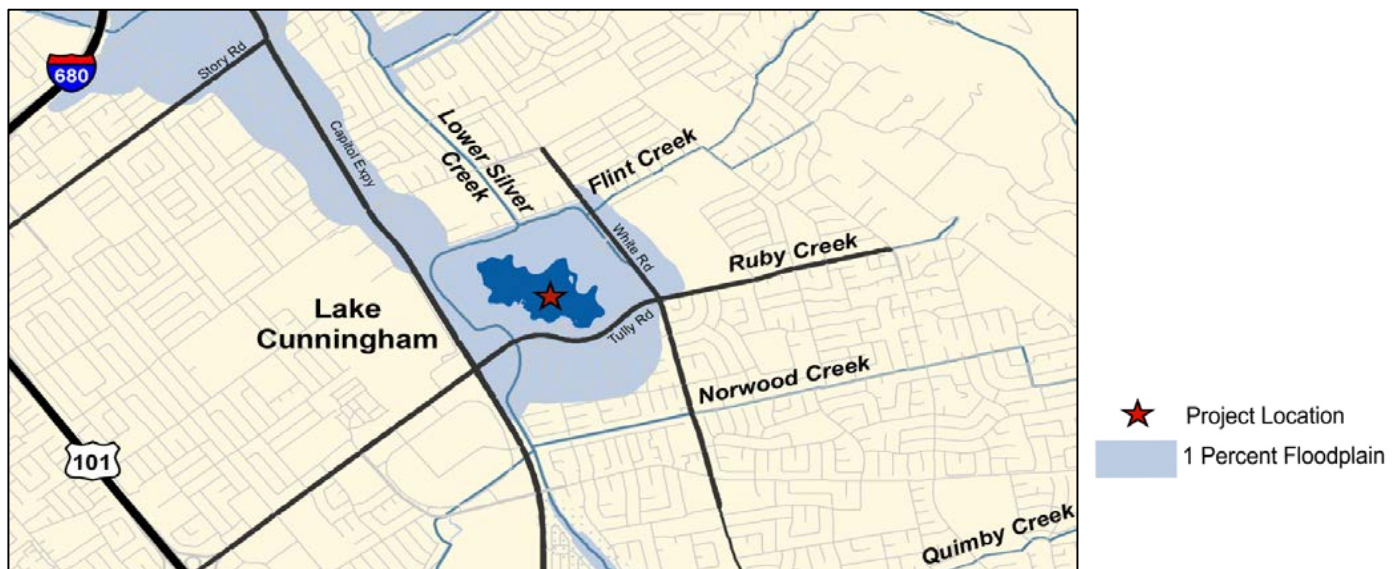 680
Story Rd
Capitol Expy
Lower Silver
Creek
Flint Creek
White Rd
Ruby Creek
Lake
Cunningham
Tully Rd
Norwood Creek
101
Quimby Creek
Project Location
1 Percent Floodplain